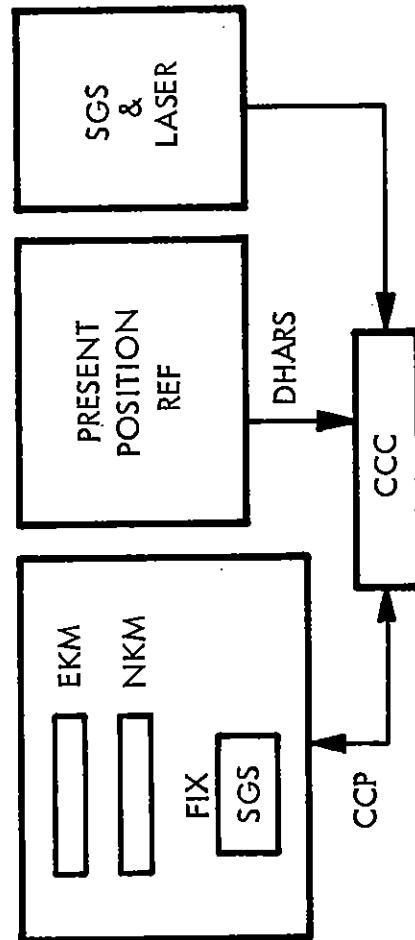 EKM
NKM
FIX
SGS
CCP
PRESENT
POSITION
REF
DHARS
CCC
SGS
&
LASER